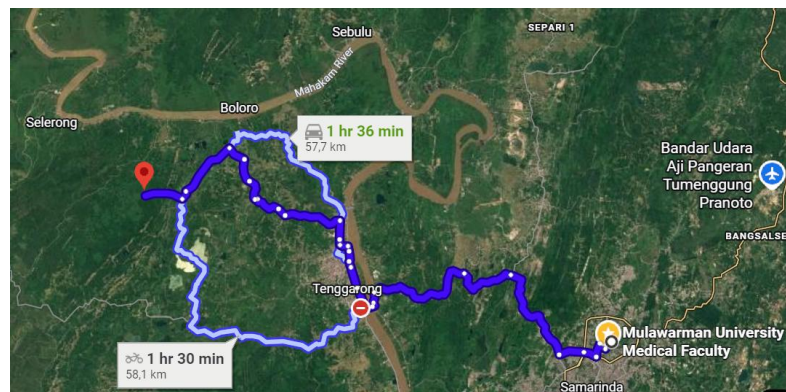 SEPARI 1
Sebulu
Mahakam River
Boloro
Selerong
1 hr 36 min
57,7 km
Bandar Udara
Aji Pangeran
Tumenggung
Pranoto
BANGSALSE
Tenggarong
1 hr 30 min
58,1 km
Mulawarman University
Medical Faculty
Samarinda